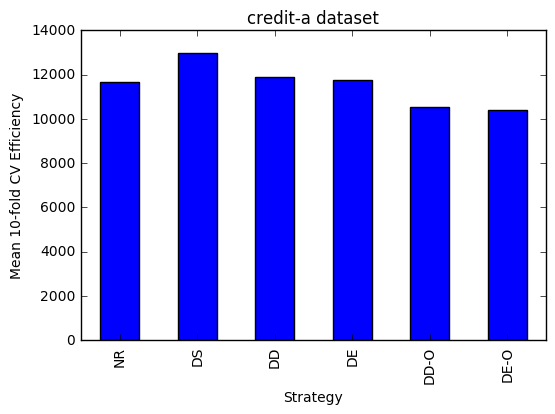 credit-a dataset
14000
12000
10000
8000
6000
4000
2000
0
Mean 10-fold CV Efficiency
NR
DS
DD
DE
DD-O
DE-O
Strategy